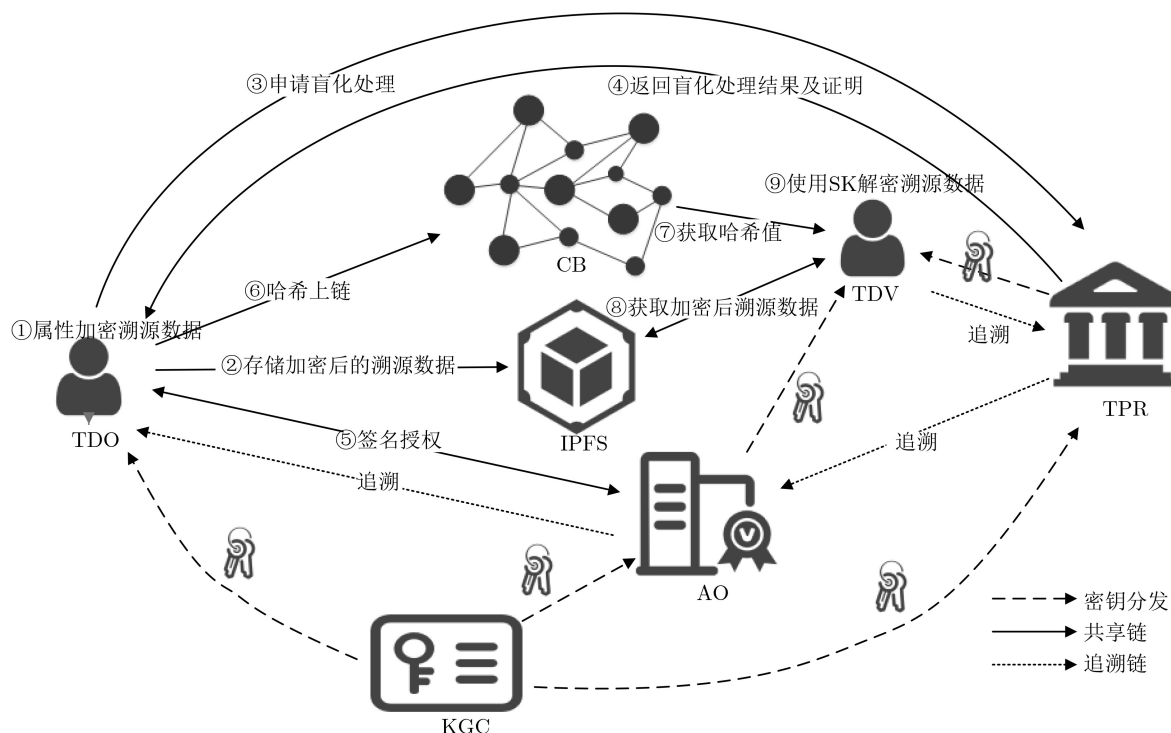 ③申请盲化处理
④返回盲化处理结果及证明
⑨使用SK解密溯源数据
⑦获取哈希值
CB
⑥哈希上链
TDV
⑧获取加密后溯源数据
①属性加密溯源数据
追溯
②存储加密后的溯源数据
TPR
TDO
⑤签名授权
IPFS
追溯
追溯
AO
密钥分发
共享链
追溯链
KGC